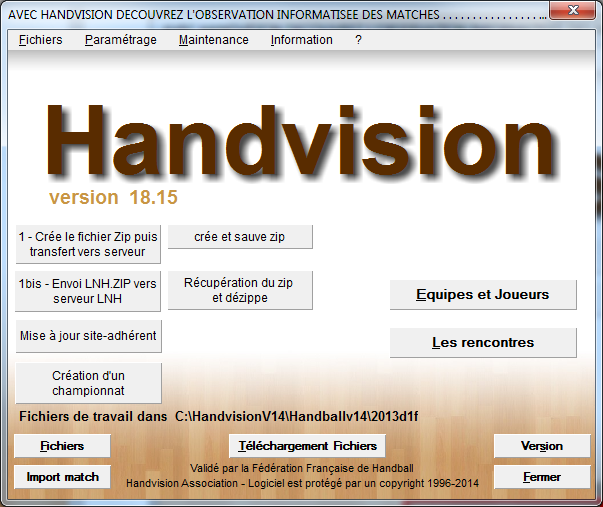 AVEC HANDVISION DECOUVREZ L'OBSERVATION INFORMATISEE DES MATCHES . . . . . . . . . . . . . . . . . ...
Fichiers Paramétrage Maintenance Information ?
Handvision
version 18.15
1 - Crée le fichier Zip puis
transfert vers serveur
crée et sauve zip
1bis - Envoi LNH.ZIP vers
serveur LNH
Récupération du zip
et dézippe
Equipes et Joueurs
Mise à jour site-adhérent
Les rencontres
Création d'un
championnat
Fichiers de travail dans C:\HandvisionV14\Handballv14\2013d1f
Fichiers
Téléchargement Fichiers
Version
Import match
Validé par la Fédération Française de Handball
Handvision Association - Logiciel est protégé par un copyright 1996-2014
Fermer